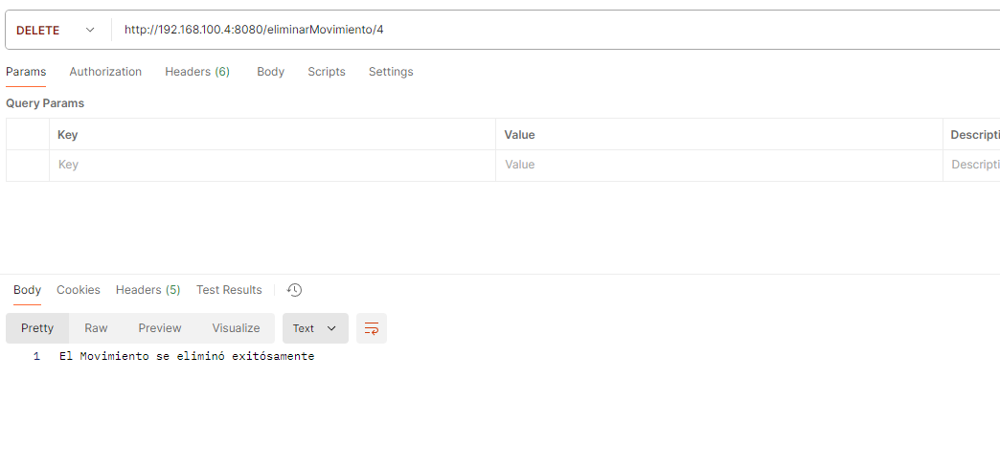 DELETE http://192.168.100.4:8080/eliminarMovimiento/4
Params Authorization Headers (6) Body Scripts Settings
Query Params
Key Value Descripti
Key Value Descripti
Body Cookies Headers (5) Test Results
Pretty Raw Preview Visualize Text
1 El Movimiento se eliminó exitósamente